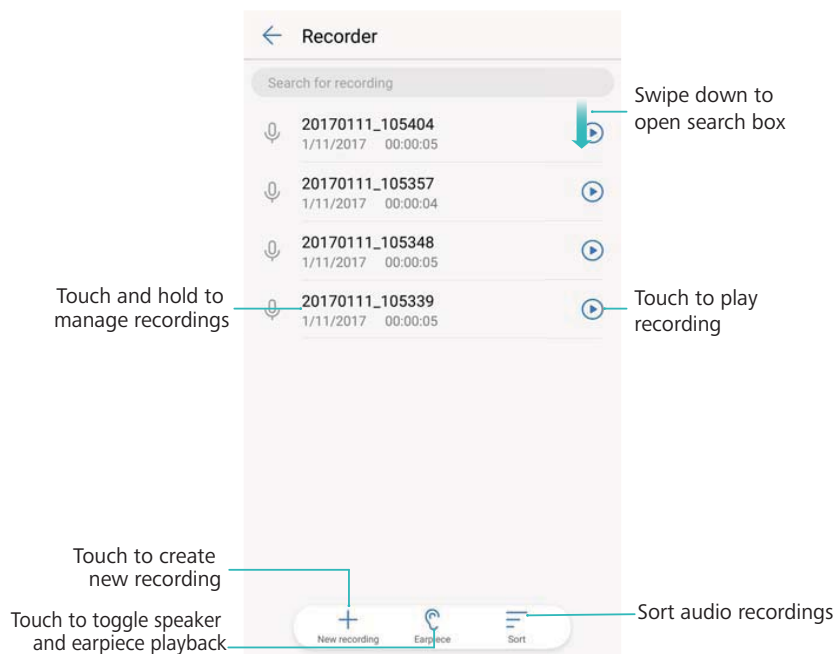 Recorder
Search for recording
Swipe down to
open search box
20170111_105404
1/11/2017 00:00:05
20170111_105357
1/11/2017 00:00:04
20170111_105348
1/11/2017 00:00:05
Touch and hold to
manage recordings
20170111_105339
1/11/2017 00:00:05
Touch to play
recording
Touch to create
new recording
Touch to toggle speaker
and earpiece playback
New recording
Earpiece
Sort
Sort audio recordings